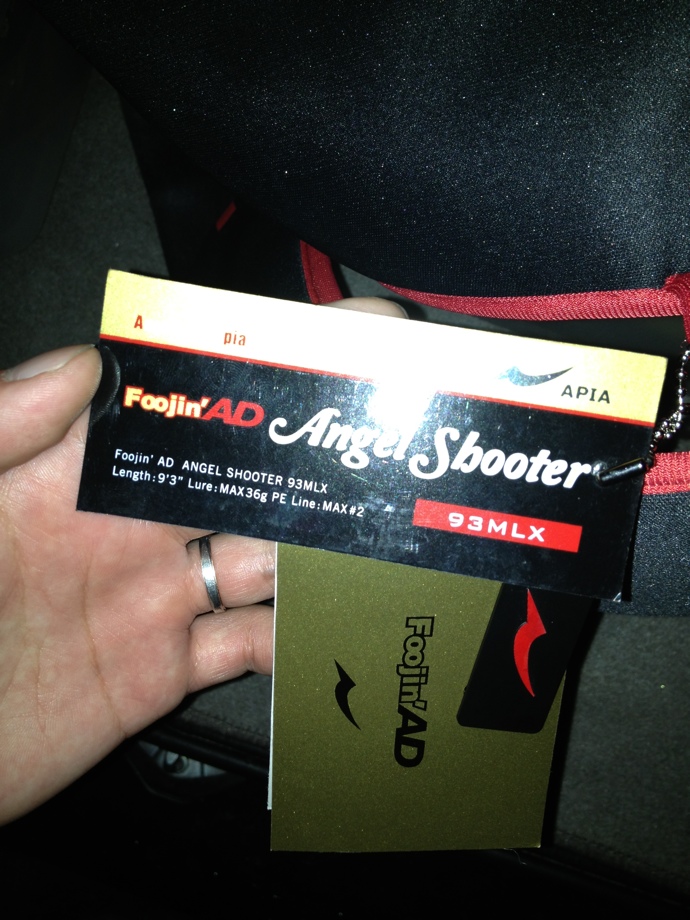 A pia
APIA
Foojin'AD Angel Shooter
Foojin' AD ANGEL SHOOTER 93MLX
Length:9'3" Lure:MAX36g PE Line:MAX#2
93MLX
Foojin'AD